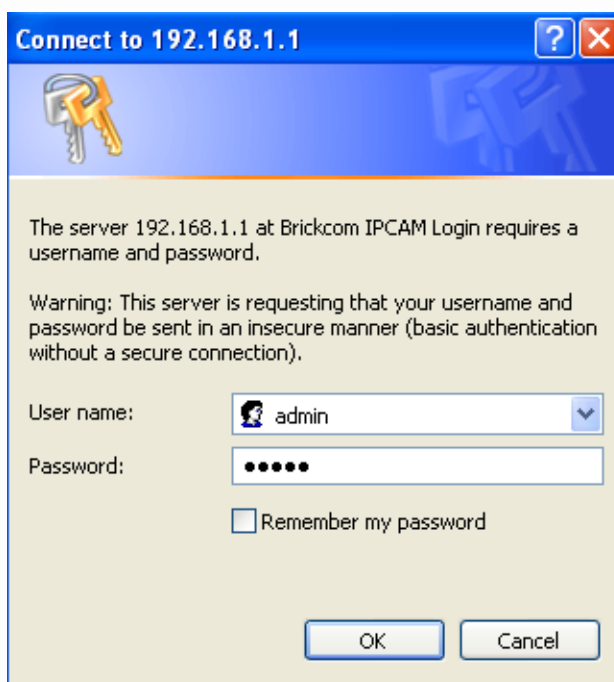 Connect to 192.168.1.1
The server 192.168.1.1 at Brickcom IPCAM Login requires a
username and password.
Warning: This server is requesting that your username and
password be sent in an insecure manner (basic authentication
without a secure connection).
User name:
admin
Password:
•••••
Remember my password
OK
Cancel